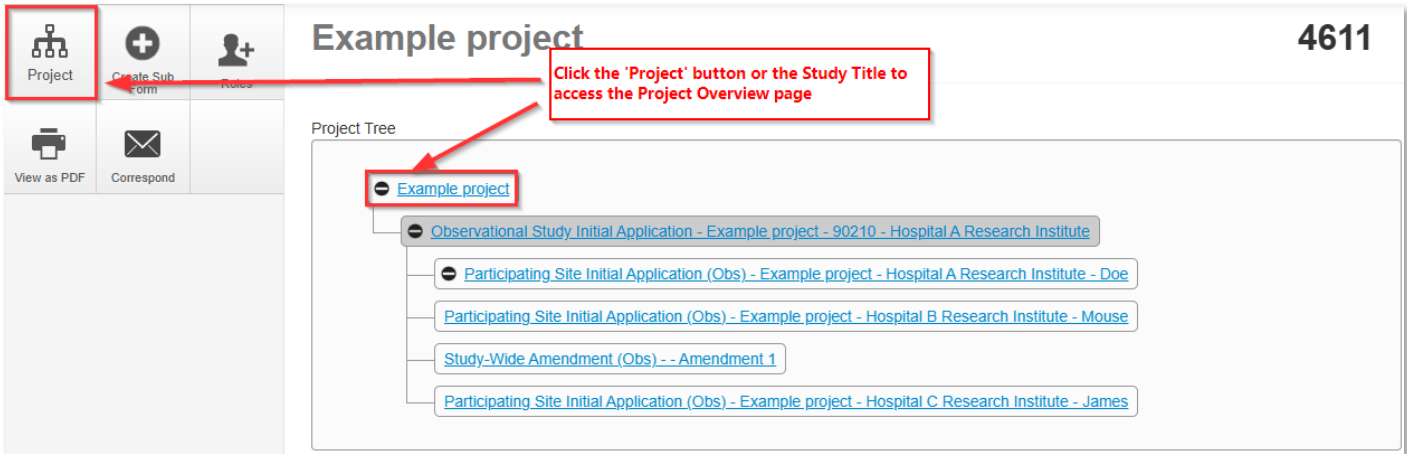 Example project
4611
Project
Create Sub
Form
Roles
Click the 'Project' button or the Study Title to
access the Project Overview page
View as PDF
Correspond
Project Tree
Example project
Observational Study Initial Application - Example project - 90210 - Hospital A Research Institute
Participating Site Initial Application (Obs) - Example project - Hospital A Research Institute - Doe
Participating Site Initial Application (Obs) - Example project - Hospital B Research Institute - Mouse
Study-Wide Amendment (Obs) - - Amendment 1
Participating Site Initial Application (Obs) - Example project - Hospital C Research Institute - James